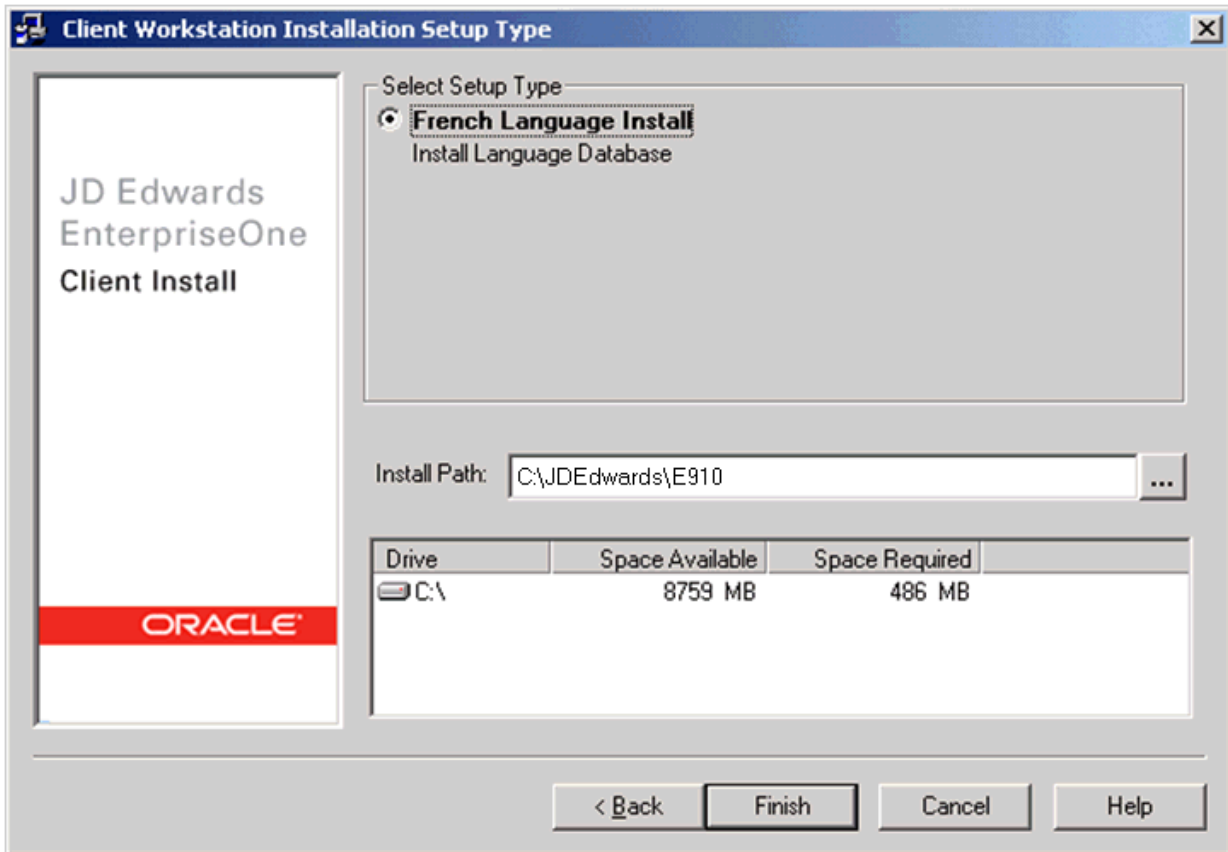 Client Workstation Installation Setup Type
JD Edwards
EnterpriseOne
Client Install
ORACLE
Select Setup Type
French Language Install
Install Language Database
Install Path:
C:\JDEdwards\E910
...
Drive Space Available Space Required
C:\ 8759 MB 486 MB
< Back
Finish
Cancel
Help